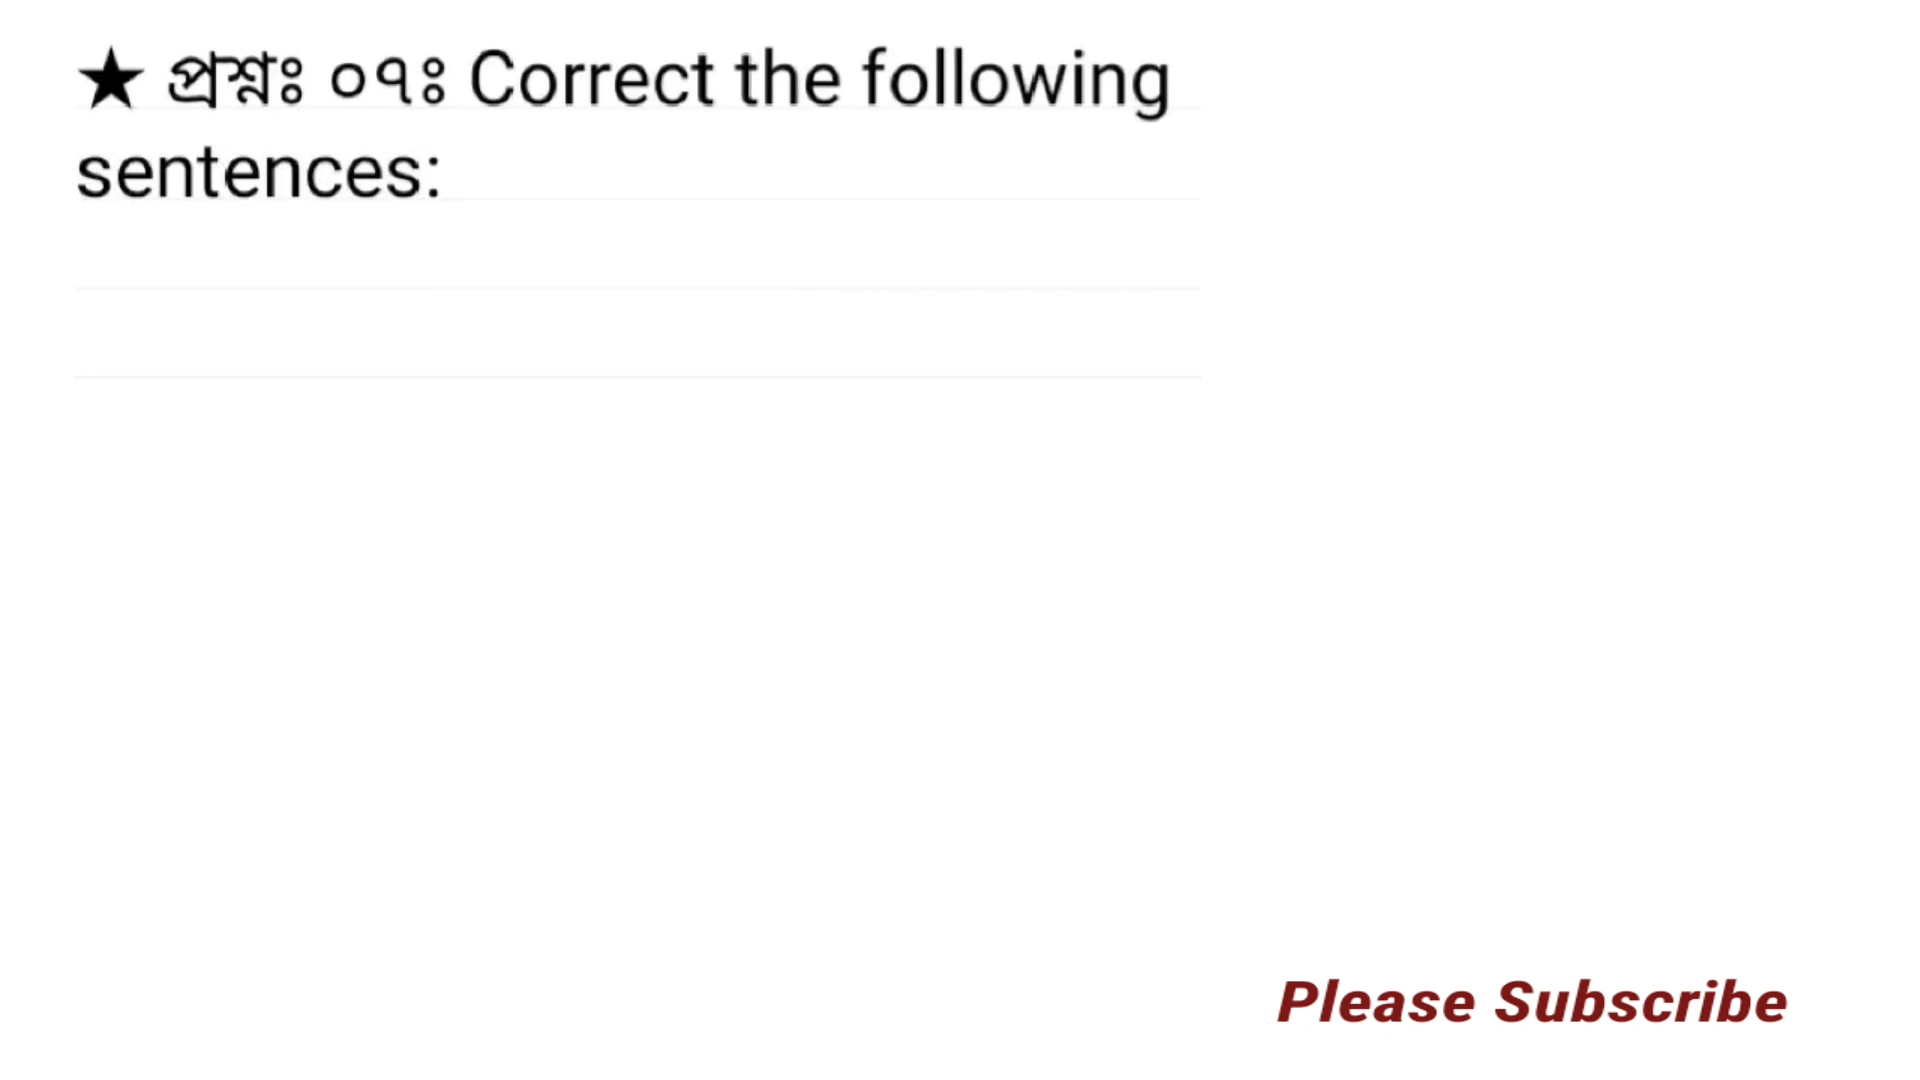 ★ প্রশ্নঃ ০৭ঃ Correct the following
sentences:
Please Subscribe